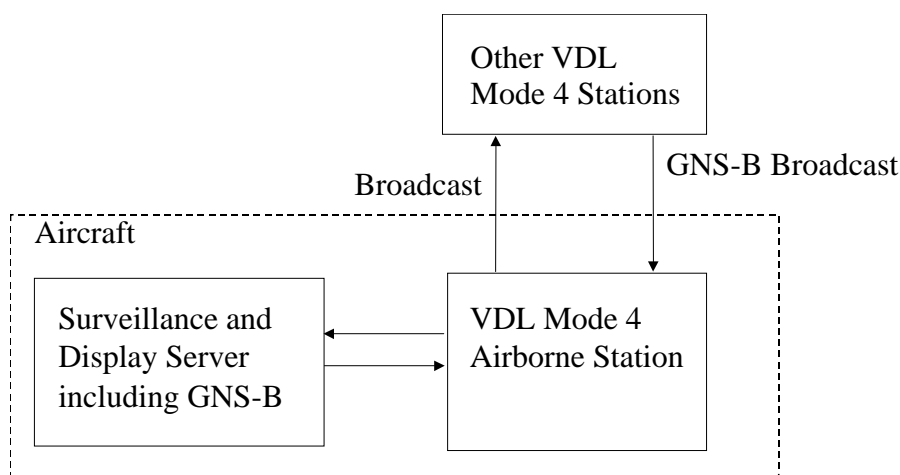 Other VDL
Mode 4 Stations
GNS-B Broadcast
Broadcast
Aircraft
Surveillance and
Display Server
including GNS-B
VDL Mode 4
Airborne Station